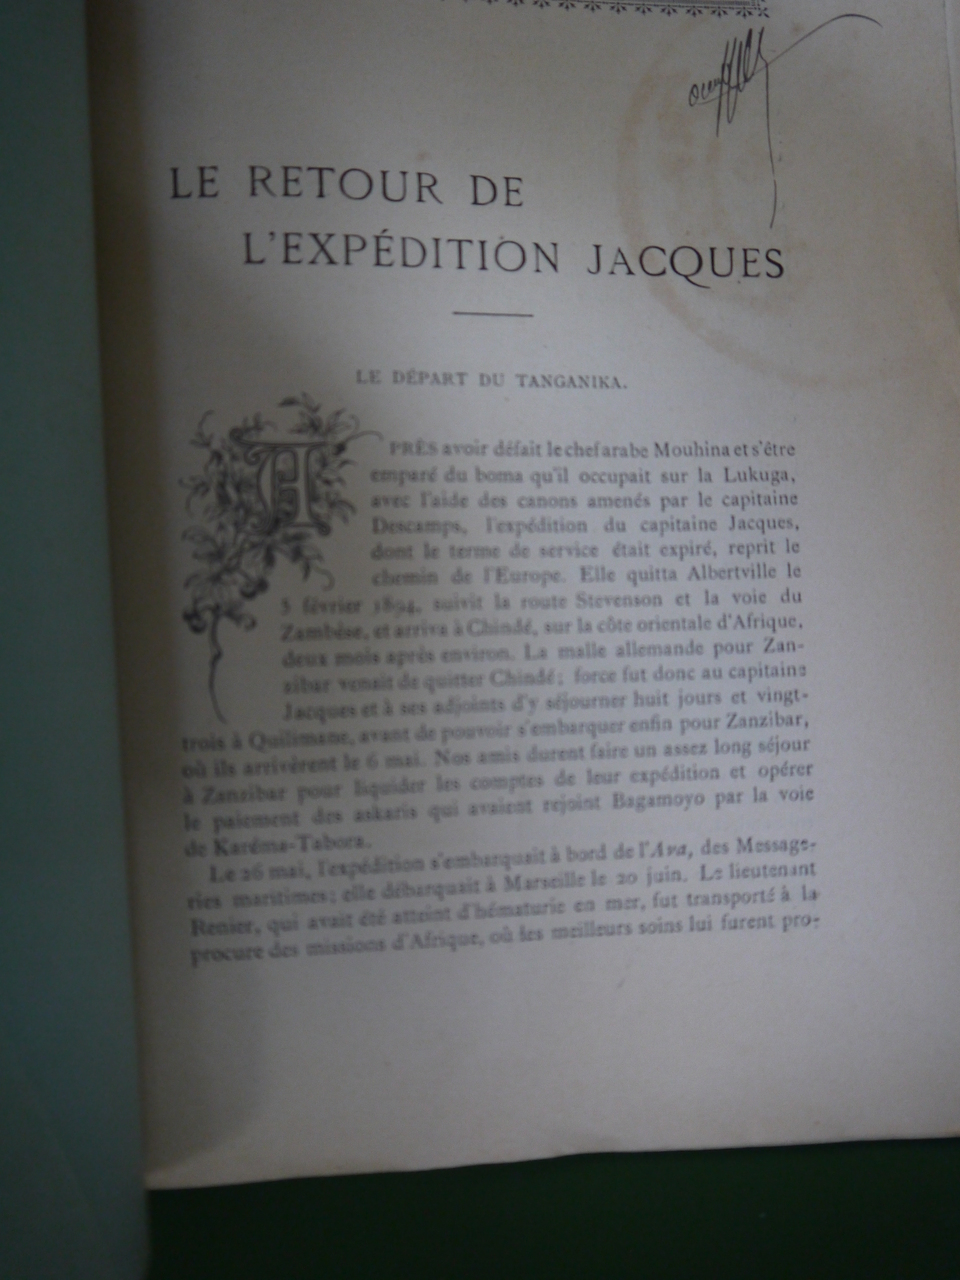 LE RETOUR DE
L'EXPÉDITION JACQUES
LE DÉPART DU TANGANIKA.
APRÈS avoir défait le chef arabe Mouhina et s'être
emparé du boma qu'il occupait sur la Lukuga,
avec l'aide des canons amenés par le capitaine
Descamps, l'expédition du capitaine Jacques,
dont le terme de service était expiré, reprit le
chemin de l'Europe. Elle quitta Albertville le
5 février 1894, suivit la route Stevenson et la voie du
Zambèse, et arriva à Chindé, sur la côte orientale d'Afrique,
deux mois après environ. La malle allemande pour Zan-
zibar venait de quitter Chindé; force fut donc au capitaine
Jacques et à ses adjoints d'y séjourner huit jours et vingt-
trois à Quilimane, avant de pouvoir s'embarquer enfin pour Zanzibar,
où ils arrivèrent le 6 mai. Nos amis durent faire un assez long séjour
à Zanzibar pour liquider les comptes de leur expédition et opérer
le paiement des askaris qui avaient rejoint Bagamoyo par la voie
de Karéma-Tabora.
Le 26 mai, l'expédition s'embarquait à bord de l'Ava, des Message-
ries maritimes; elle débarquait à Marseille le 20 juin. Le lieutenant
Renier, qui avait été atteint d'hématurie en mer, fut transporté à la
procure des missions d'Afrique, où les meilleurs soins lui furent pro-